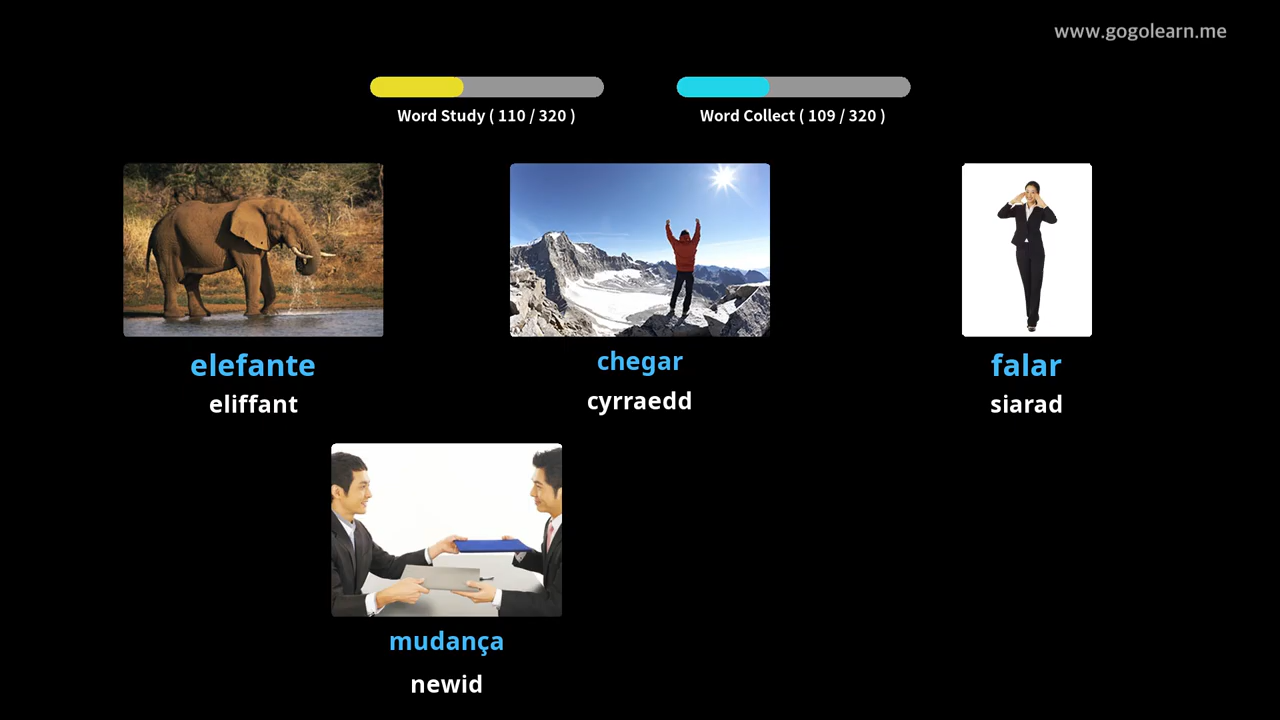 www.gogolearn.me
Word Study ( 110 / 320 )
Word Collect ( 109 / 320 )
elefante
eliffant
chegar
cyrraedd
falar
siarad
mudança
newid